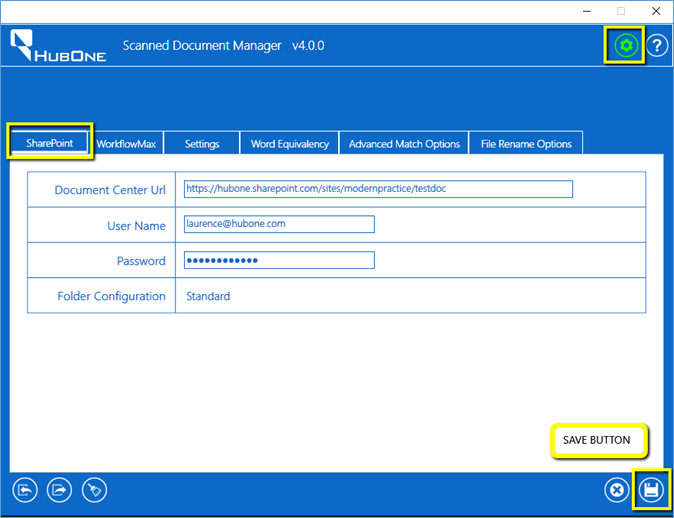 HUBONE Scanned Document Manager v4.0.0 ?
SharePoint WorkflowMax Settings Word Equivalency Advanced Match Options File Rename Options
Document Center Url https://hubone.sharepoint.com/sites/modernpractice/testdoc
User Name laurence@hubone.com
Password ●●●●●●●●●●●●
Folder Configuration Standard
SAVE BUTTON